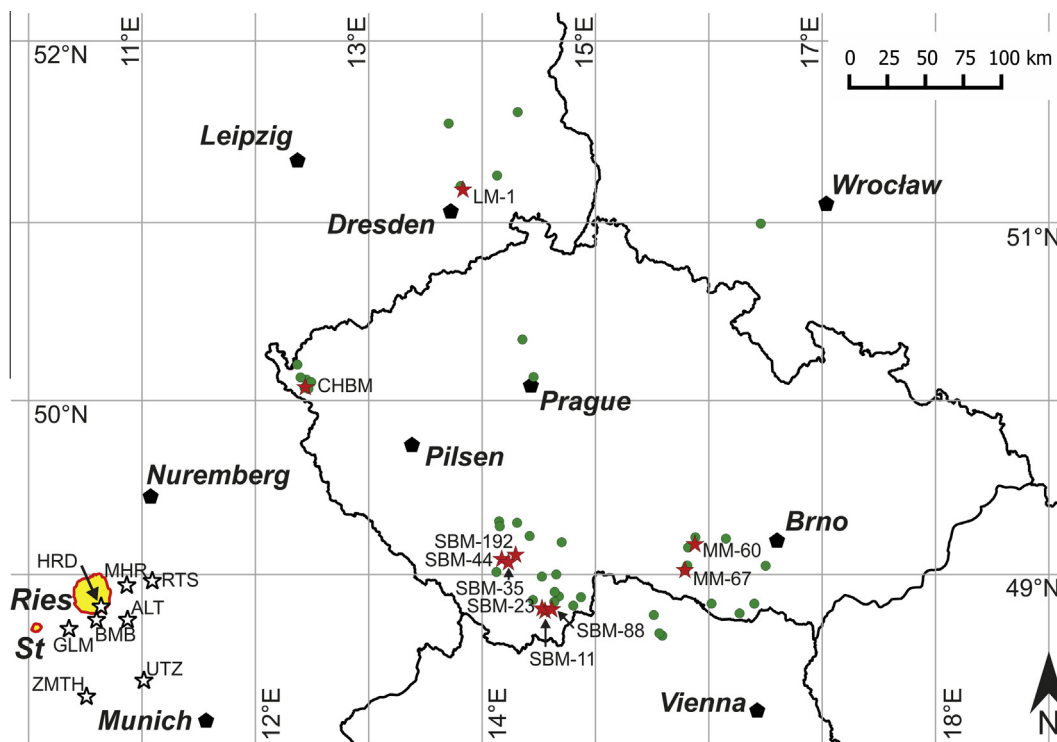 52°N
11°E
13°E
15°E
17°E
0 25 50 75 100 km
Leipzig
LM-1
Dresden
Wrocław
51°N
CHBM
Prague
50°N
Pilsen
Nuremberg
Brno
SBM-192
SBM-44
MM-60
HRD
MHR
RTS
SBM-35
MM-67
49°N
Ries
ALT
SBM-23
St
GLM
BMB
SBM-88
SBM-11
UTZ
ZMTH
Munich
12°E
14°E
Vienna
18°E
N